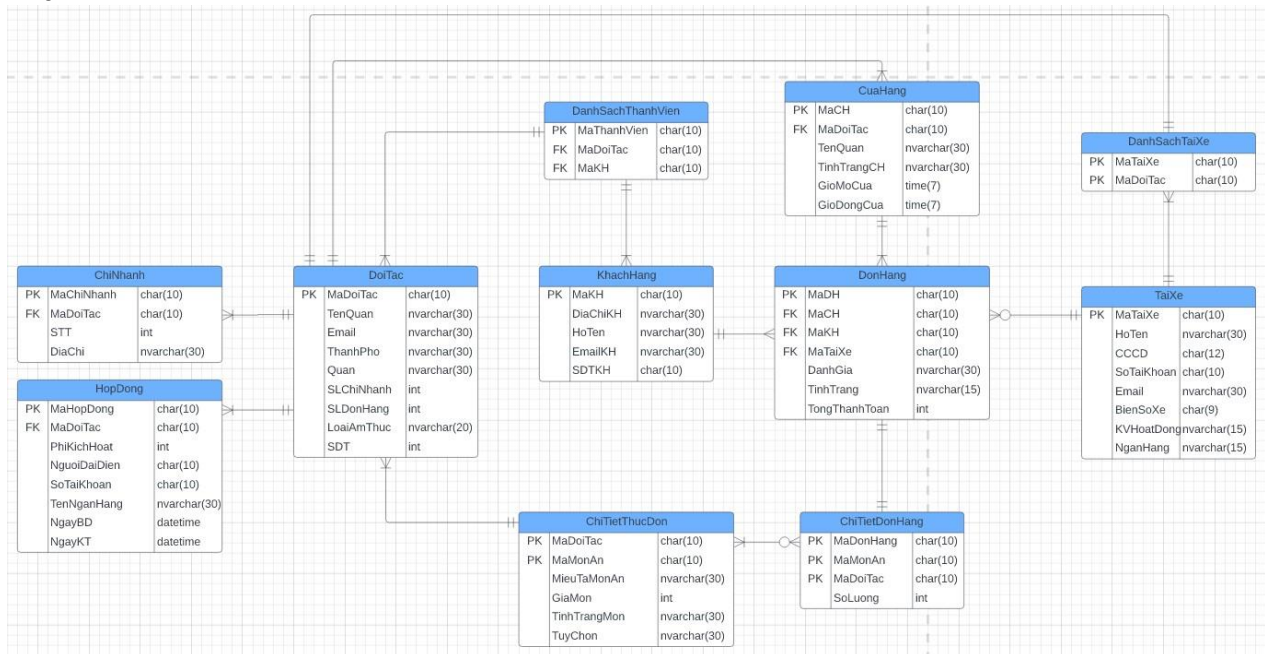 CuaHang
PK MaCH char(10)
FK MaDoiTac char(10)
TenQuan nvarchar(30)
TinhTrangCH nvarchar(30)
GioMoCua time(7)
GioDongCua time(7)
DanhSachThanhVien
PK MaThanhVien char(10)
FK MaDoiTac char(10)
FK MaKH char(10)
DanhSachTaiXe
PK MaTaiXe char(10)
PK MaDoiTac char(10)
ChiNhanh
PK MaChiNhanh char(10)
FK MaDoiTac char(10)
STT int
DiaChi nvarchar(30)
DoiTac
PK MaDoiTac char(10)
TenQuan nvarchar(30)
Email nvarchar(30)
ThanhPho nvarchar(30)
Quan nvarchar(30)
SLChiNhanh int
SLDonHang int
LoaiAmThuc nvarchar(20)
SDT int
KhachHang
PK MaKH char(10)
DiaChiKH nvarchar(30)
HoTen nvarchar(30)
EmailKH nvarchar(30)
SDTKH char(10)
DonHang
PK MaDH char(10)
FK MaCH char(10)
FK MaKH char(10)
FK MaTaiXe char(10)
DanhGia nvarchar(30)
TinhTrang nvarchar(15)
TongThanhToan int
TaiXe
PK MaTaiXe char(10)
HoTen nvarchar(30)
CCCD char(12)
SoTaiKhoan char(10)
Email nvarchar(30)
BienSoXe char(9)
KVHoatDong nvarchar(15)
NganHang nvarchar(15)
HopDong
PK MaHopDong char(10)
FK MaDoiTac char(10)
PhiKichHoat int
NguoiDaiDien char(10)
SoTaiKhoan char(10)
TenNganHang nvarchar(30)
NgayBD datetime
NgayKT datetime
ChiTietThucDon
PK MaDoiTac char(10)
PK MaMonAn char(10)
MieuTaMonAn nvarchar(30)
GiaMon int
TinhTrangMon nvarchar(30)
TuyChon nvarchar(30)
ChiTietDonHang
PK MaDonHang char(10)
PK MaMonAn char(10)
PK MaDoiTac char(10)
SoLuong int